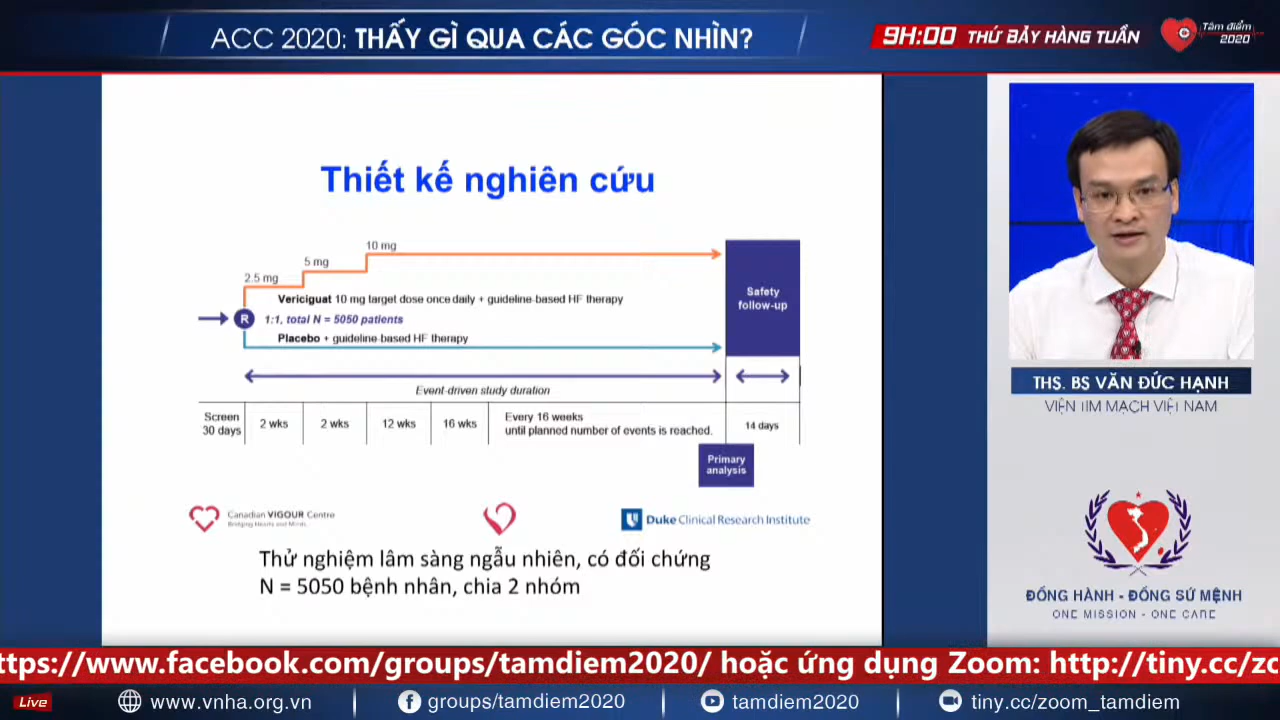 ACC 2020: THẤY GÌ QUA CÁC GÓC NHÌN?
9H:00 THỨ BẢY HÀNG TUẦN
Tâm điểm
2020
Thiết kế nghiên cứu
10 mg
5 mg
2.5 mg
Vericiguat 10 mg target dose once daily + guideline-based HF therapy
R
1:1, total N = 5050 patients
Placebo + guideline-based HF therapy
Safety
follow-up
Event-driven study duration
Screen
30 days
2 wks
2 wks
12 wks
16 wks
Every 16 weeks
until planned number of events is reached.
14 days
Primary
analysis
Canadian VIGOUR Centre
Bridging Hearts and Minds
Duke Clinical Research Institute
Thử nghiệm lâm sàng ngẫu nhiên, có đối chứng
N = 5050 bệnh nhân, chia 2 nhóm
THS. BS VĂN ĐỨC HẠNH
VIỆN TIM MẠCH VIỆT NAM
ĐỒNG HÀNH - ĐỒNG SỨ MỆNH
ONE MISSION - ONE CARE
ttps://www.facebook.com/groups/tamdiem2020/ hoặc ứng dụng Zoom: http://tiny.cc/zo
Live
www.vnha.org.vn
groups/tamdiem2020
tamdiem2020
tiny.cc/zoom_tamdiem